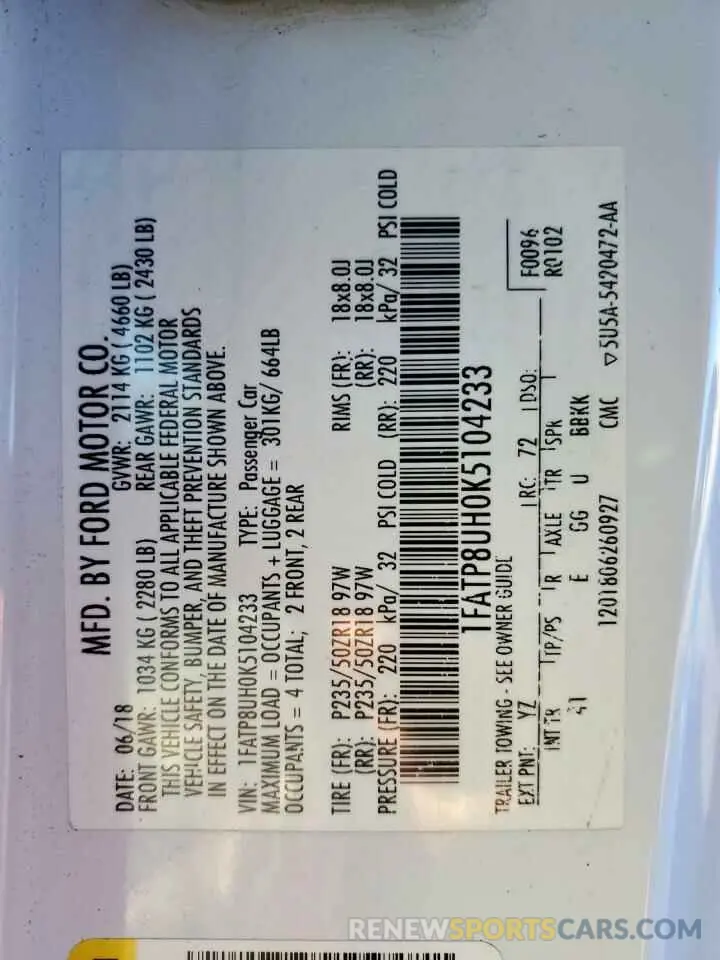 MFD. BY FORD MOTOR CO.
DATE: 06/18 GVWR: 2114 KG ( 4660 LB)
FRONT GAWR: 1034 KG ( 2280 LB) REAR GAWR: 1102 KG ( 2430 LB)
THIS VEHICLE CONFORMS TO ALL APPLICABLE FEDERAL MOTOR
VEHICLE SAFETY, BUMPER, AND THEFT PREVENTION STANDARDS
IN EFFECT ON THE DATE OF MANUFACTURE SHOWN ABOVE.
VIN: 1FATP8UH0K5104233 TYPE: Passenger Car
MAXIMUM LOAD = OCCUPANTS + LUGGAGE = 301KG/ 664LB
OCCUPANTS = 4 TOTAL; 2 FRONT, 2 REAR
TIRE (FR): P235/50ZR18 97W RIMS (FR): 18x8.0J
(RR): P235/50ZR18 97W (RR): 18x8.0J
PRESSURE (FR): 220 kPa/ 32 PSI COLD (RR): 220 kPa/ 32 PSI COLD
1FATP8UH0K5104233
TRAILER TOWING - SEE OWNER GUIDE
EXT PNT: YZ RC: 72 DSO: F0096
INT TR TP/PS R AXLE TR SPK RQ102
41 E GG U BBKK
1201806260927 CMC ▽5U5A-5420472-AA
RENEWSPORTSCARS.COM